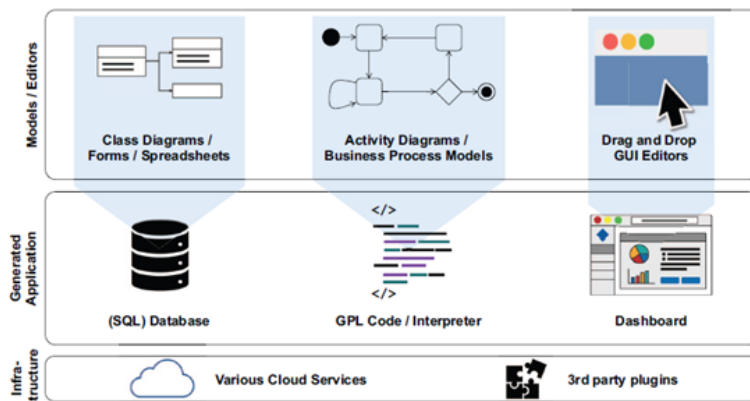 Models / Editors
Class Diagrams /
Forms / Spreadsheets
Activity Diagrams /
Business Process Models
Drag and Drop
GUI Editors
Generated
Application
(SQL) Database
</>
</>
GPL Code / Interpreter
Dashboard
Infra-
structure
Various Cloud Services
3rd party plugins